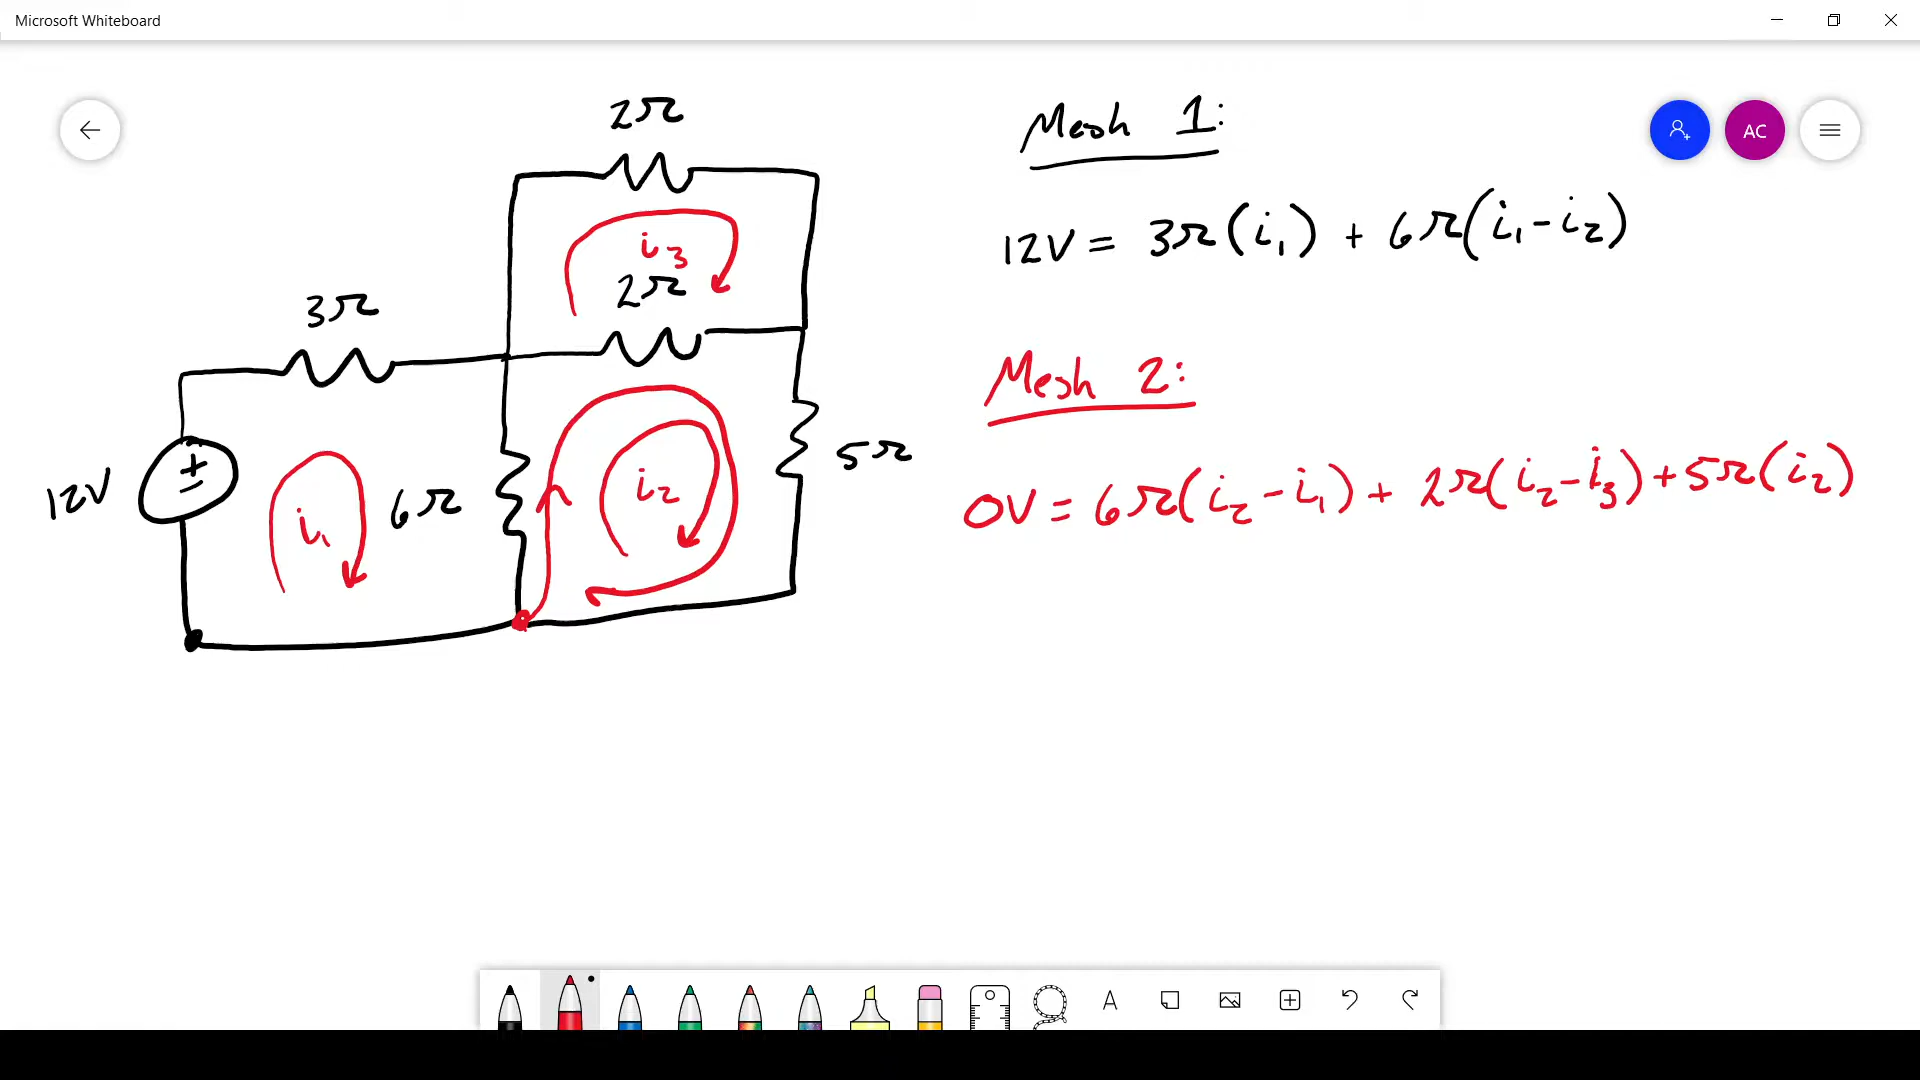 Microsoft Whiteboard
AC
2Ω
i₃
2Ω
3Ω
12V
+
=
i₁
6Ω
i₂
5Ω
Mesh 1:
12V = 3Ω(i₁) + 6Ω(i₁-i₂)
Mesh 2:
0V = 6Ω(i₂-i₁) + 2Ω(i₂-i₃)+5Ω(i₂)
A